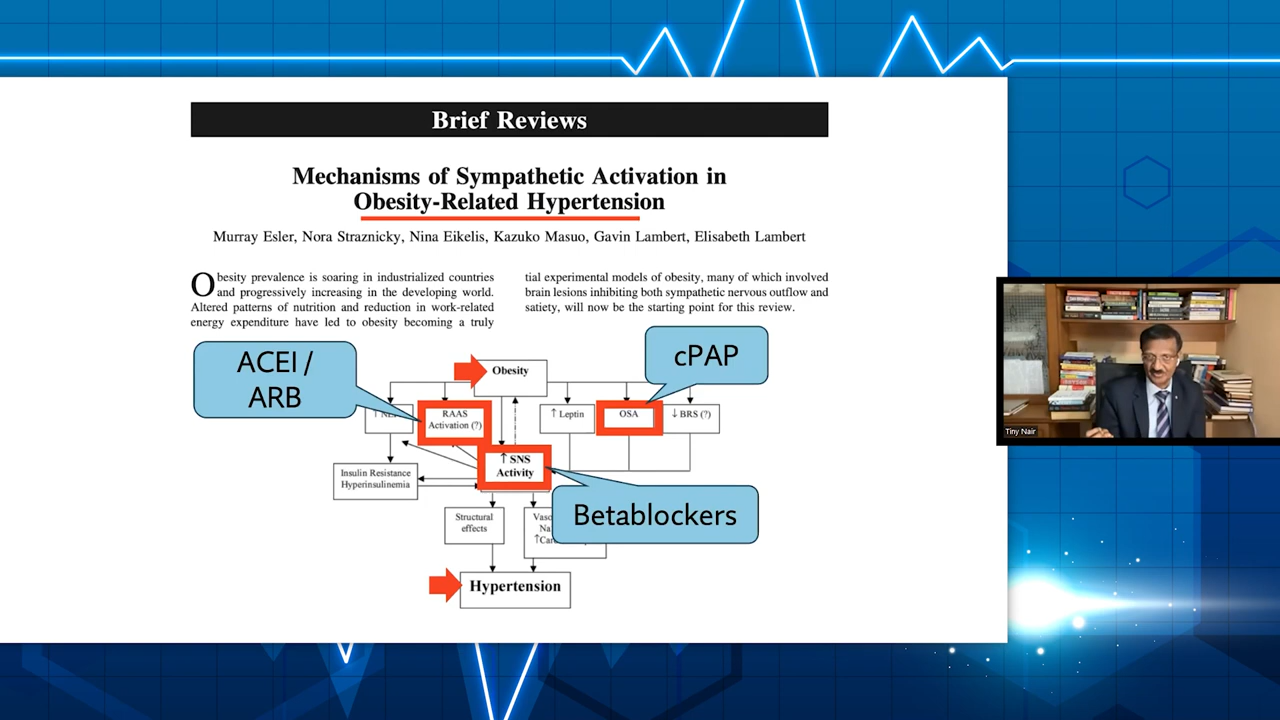 Brief Reviews
Mechanisms of Sympathetic Activation in
Obesity-Related Hypertension
Murray Esler, Nora Straznicky, Nina Eikelis, Kazuko Masuo, Gavin Lambert, Elisabeth Lambert
Obesity prevalence is soaring in industrialized countries
and progressively increasing in the developing world.
Altered patterns of nutrition and reduction in work-related
energy expenditure have led to obesity becoming a truly
tial experimental models of obesity, many of which involved
brain lesions inhibiting both sympathetic nervous outflow and
satiety, will now be the starting point for this review.
ACEI /
ARB
cPAP
Obesity
RAAS
Activation (?)
↑ Leptin
OSA
↓ BRS (?)
↑ SNS
Activity
Insulin Resistance
Hyperinsulinemia
Betablockers
Structural
effects
Hypertension
Tiny Nair